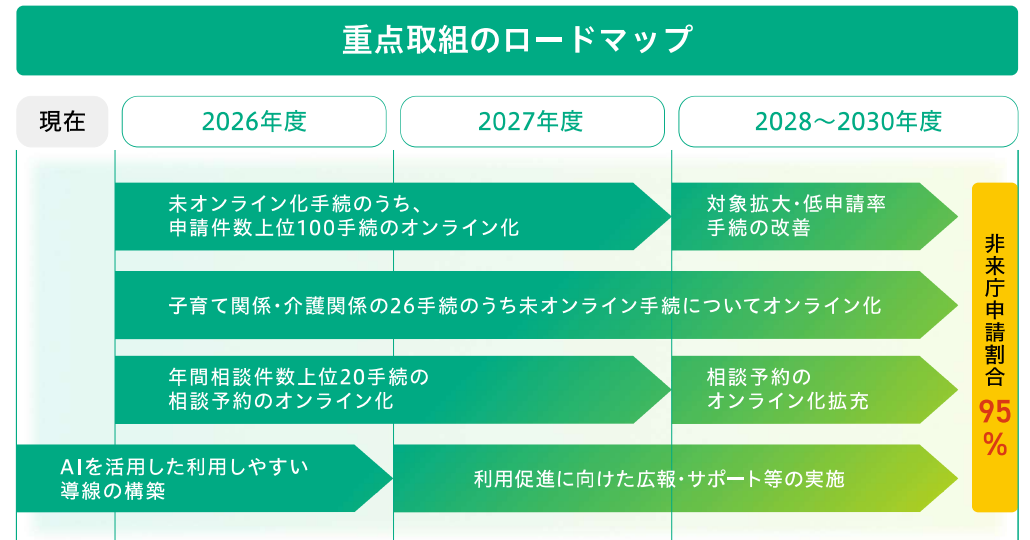 重点取組のロードマップ
現在
2026年度
2027年度
2028～2030年度
未オンライン化手続のうち、
申請件数上位100手続のオンライン化
対象拡大・低申請率
手続の改善
子育て関係・介護関係の26手続のうち未オンライン手続についてオンライン化
年間相談件数上位20手続の
相談予約のオンライン化
相談予約の
オンライン化拡充
AIを活用した利用しやすい
導線の構築
利用促進に向けた広報・サポート等の実施
非来庁申請割合
95
%